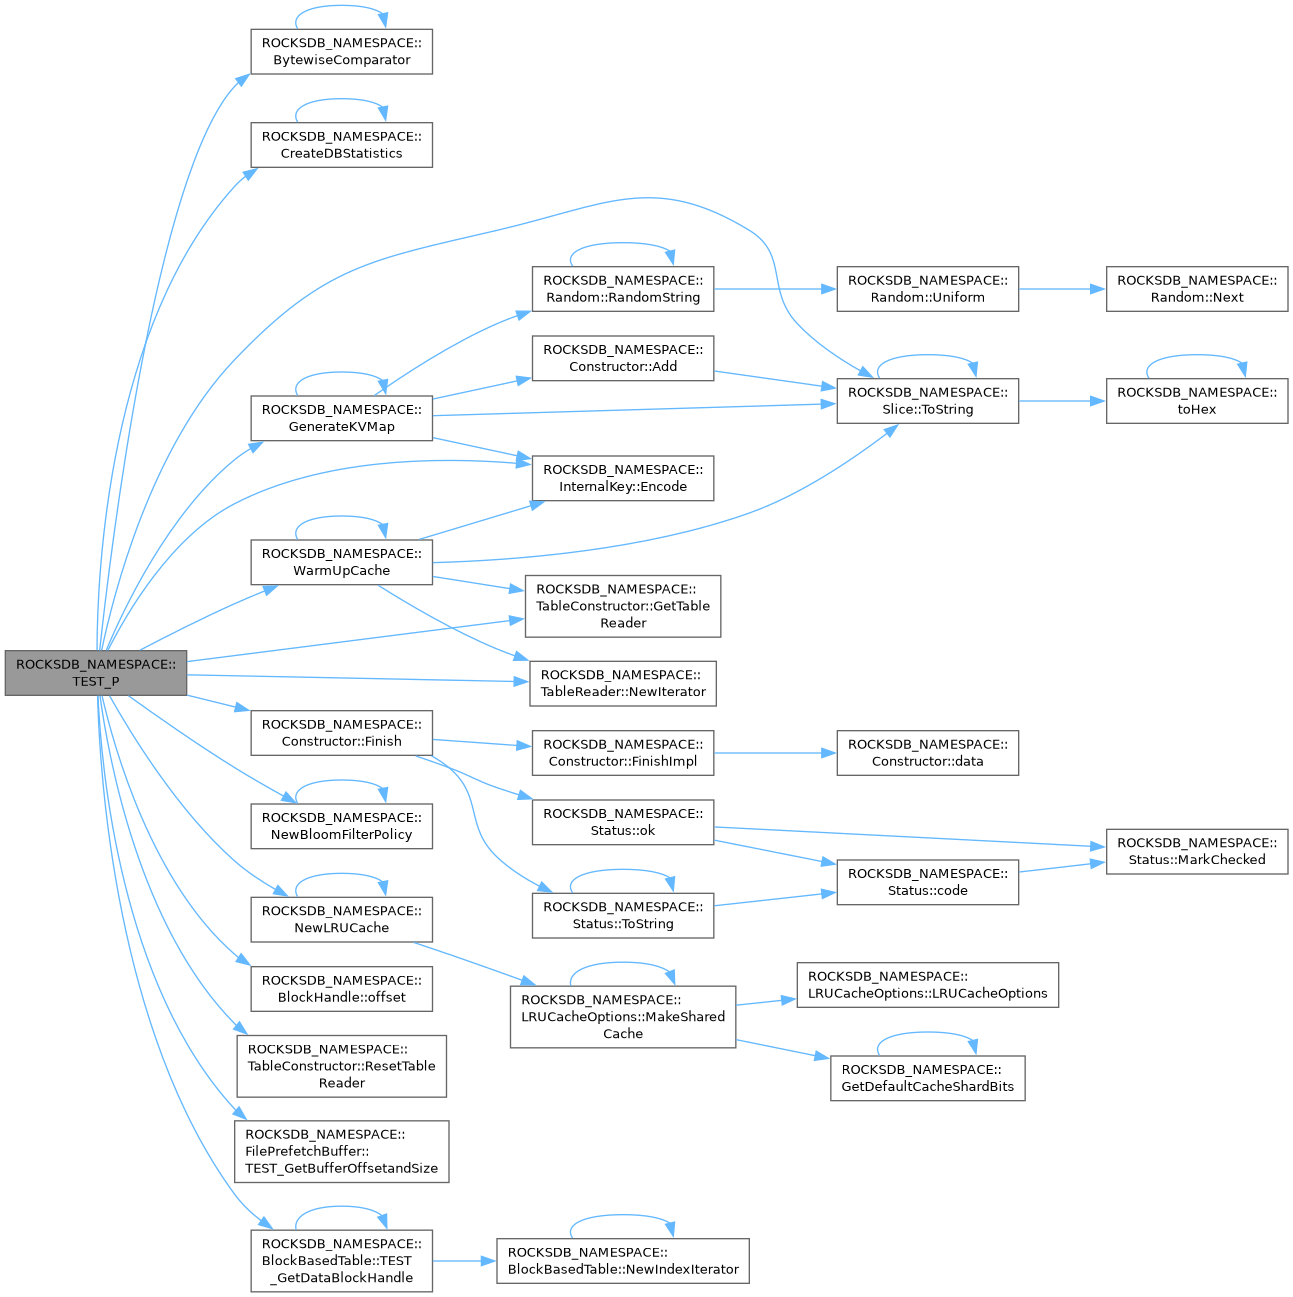 ROCKSDB_NAMESPACE::
BytewiseComparator
ROCKSDB_NAMESPACE::
CreateDBStatistics
ROCKSDB_NAMESPACE::
Random::RandomString
ROCKSDB_NAMESPACE::
Random::Uniform
ROCKSDB_NAMESPACE::
Random::Next
ROCKSDB_NAMESPACE::
Constructor::Add
ROCKSDB_NAMESPACE::
Slice::ToString
ROCKSDB_NAMESPACE::
toHex
ROCKSDB_NAMESPACE::
GenerateKVMap
ROCKSDB_NAMESPACE::
InternalKey::Encode
ROCKSDB_NAMESPACE::
WarmUpCache
ROCKSDB_NAMESPACE::
TableConstructor::GetTable
Reader
ROCKSDB_NAMESPACE::
TEST_P
ROCKSDB_NAMESPACE::
TableReader::NewIterator
ROCKSDB_NAMESPACE::
Constructor::Finish
ROCKSDB_NAMESPACE::
Constructor::FinishImpl
ROCKSDB_NAMESPACE::
Constructor::data
ROCKSDB_NAMESPACE::
NewBloomFilterPolicy
ROCKSDB_NAMESPACE::
Status::ok
ROCKSDB_NAMESPACE::
Status::MarkChecked
ROCKSDB_NAMESPACE::
Status::code
ROCKSDB_NAMESPACE::
Status::ToString
ROCKSDB_NAMESPACE::
NewLRUCache
ROCKSDB_NAMESPACE::
BlockHandle::offset
ROCKSDB_NAMESPACE::
LRUCacheOptions::MakeShared
Cache
ROCKSDB_NAMESPACE::
LRUCacheOptions::LRUCacheOptions
ROCKSDB_NAMESPACE::
GetDefaultCacheShardBits
ROCKSDB_NAMESPACE::
TableConstructor::ResetTable
Reader
ROCKSDB_NAMESPACE::
FilePrefetchBuffer::
TEST_GetBufferOffsetandSize
ROCKSDB_NAMESPACE::
BlockBasedTable::TEST
_GetDataBlockHandle
ROCKSDB_NAMESPACE::
BlockBasedTable::NewIndexIterator